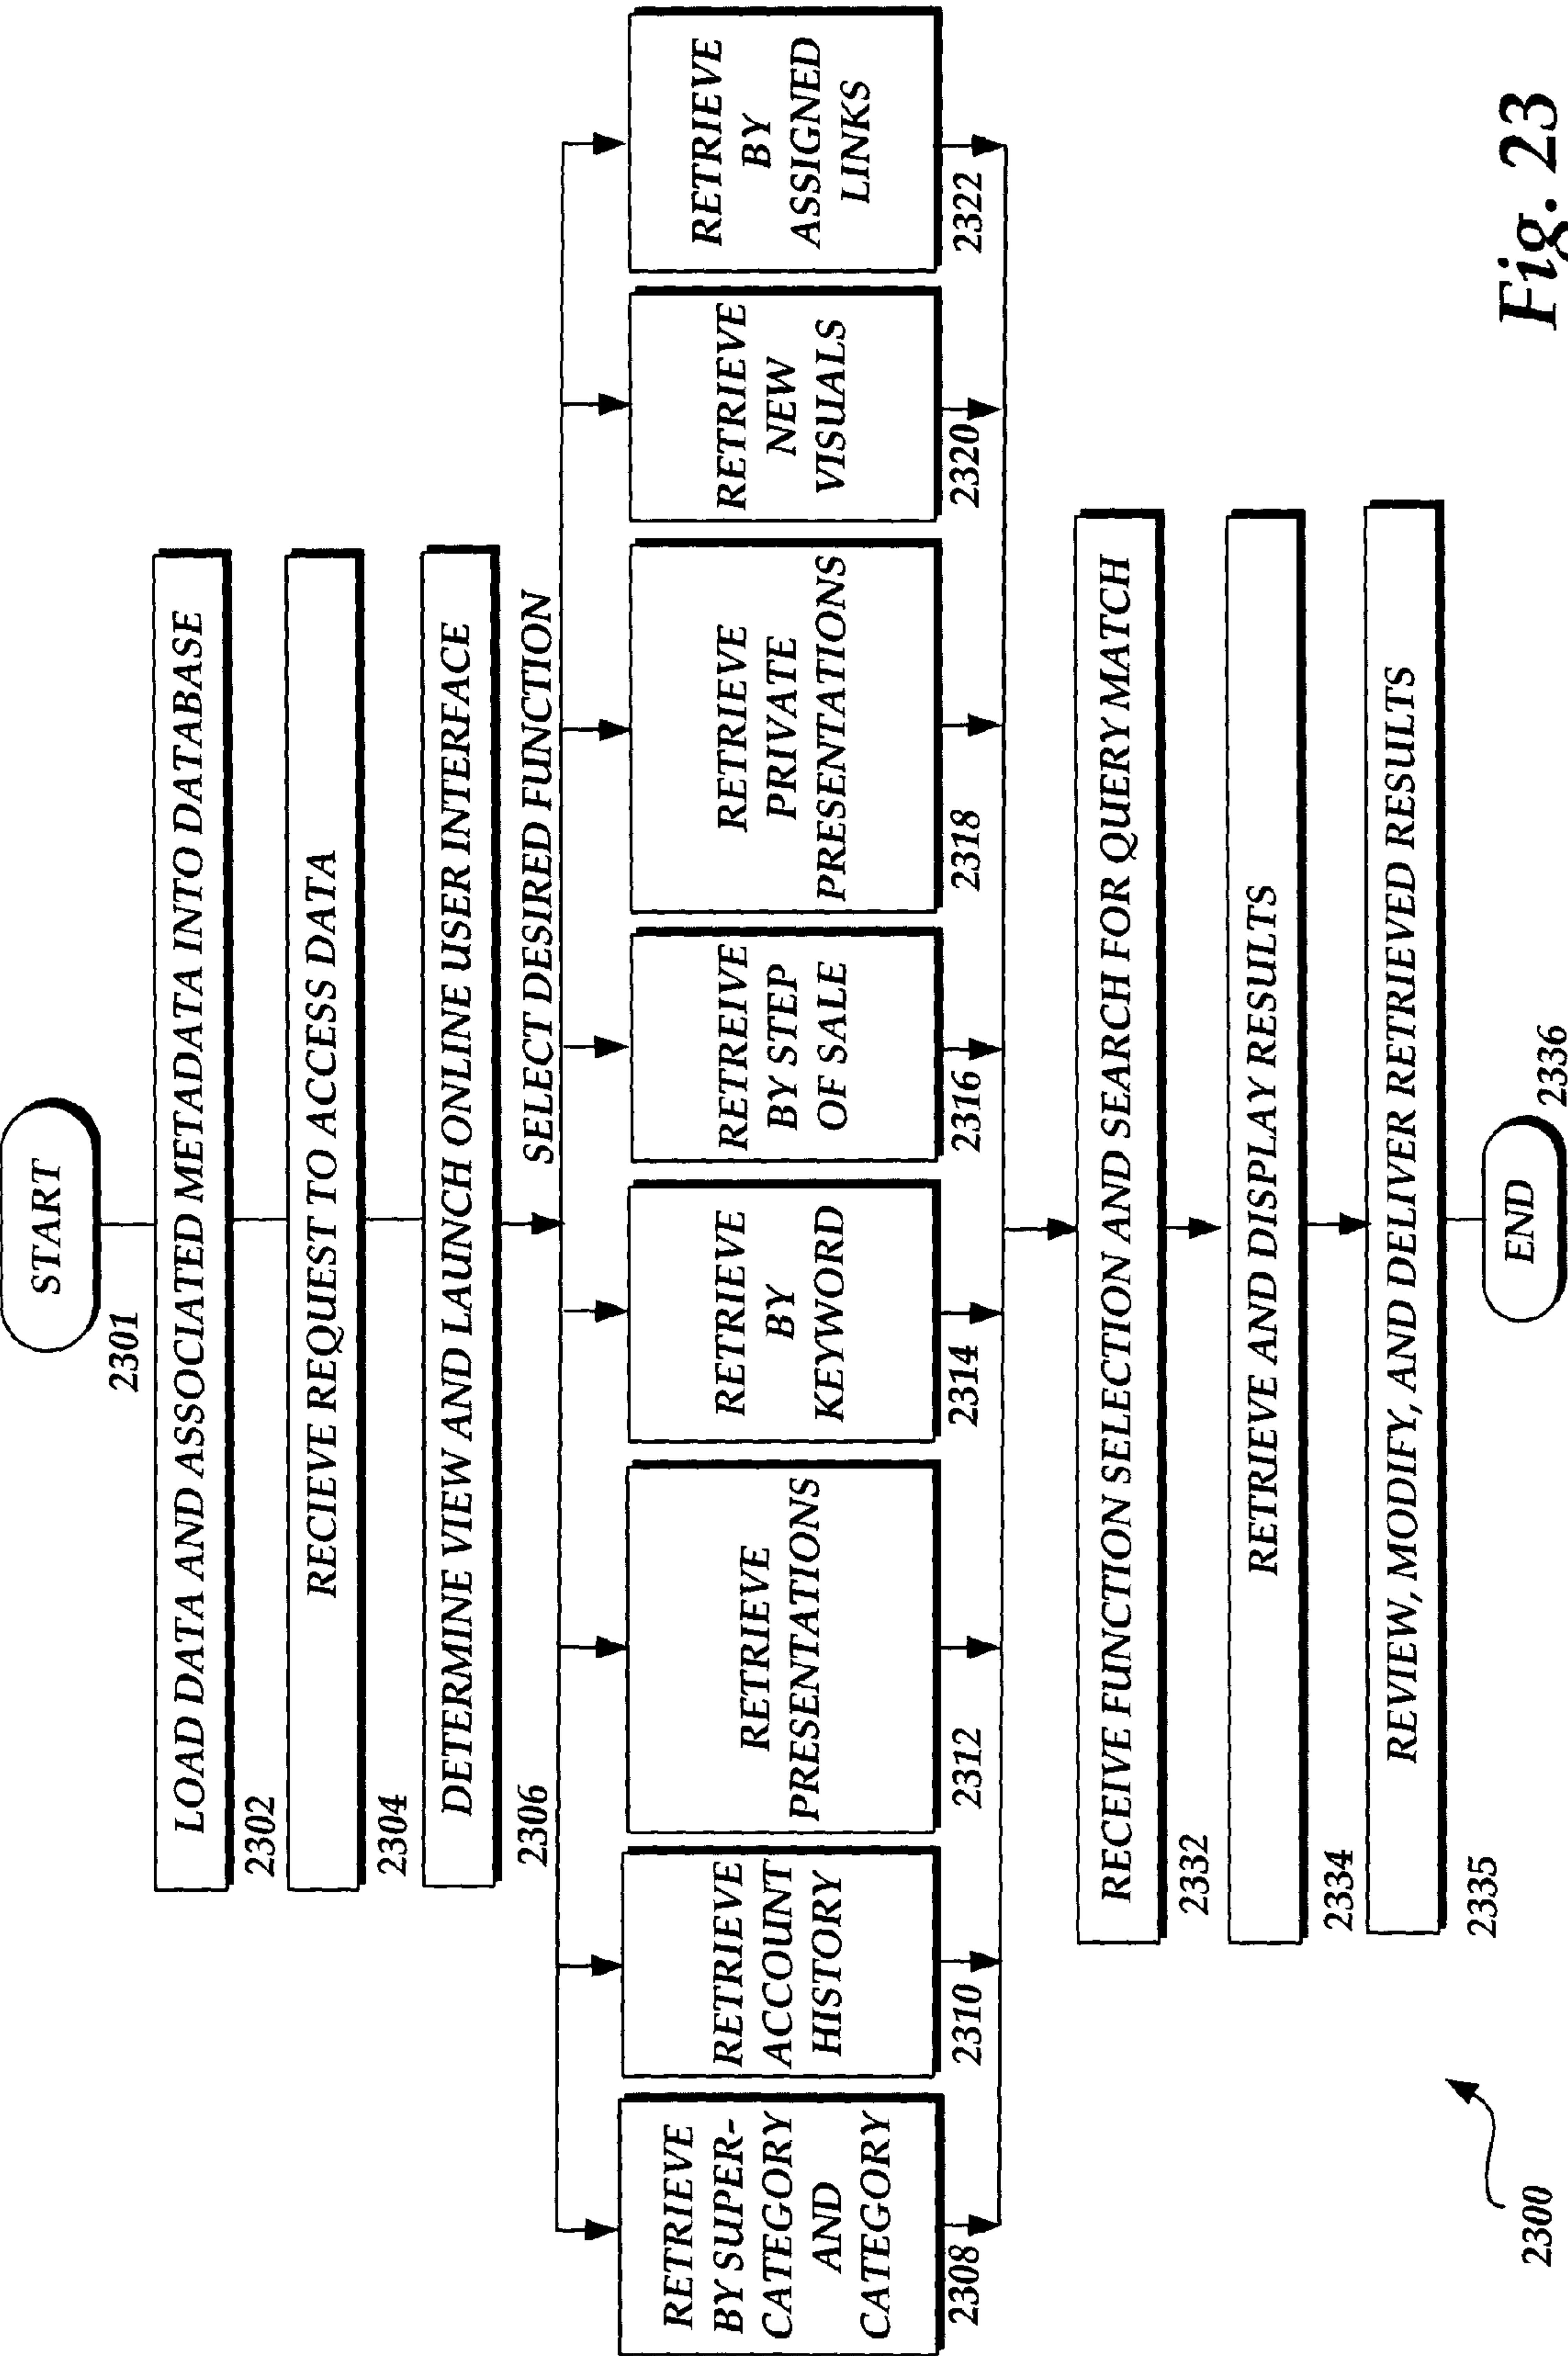 START
2301
LOAD DATA AND ASSOCIATED METADATA INTO DATABASE
2302
RECIEVE REQUEST TO ACCESS DATA
2304
DETERMINE VIEW AND LAUNCH ONLINE USER INTERFACE
2306
SELECT DESIRED FUNCTION
RETRIEVE
BY SUPER-
CATEGORY
AND
CATEGORY
2308
RETRIEVE
ACCOUNT
HISTORY
2310
RETRIEVE
PRESENTATIONS
2312
RETRIEVE
BY
KEYWORD
2314
RETREIVE
BY STEP
OF SALE
2316
RETRIEVE
PRIVATE
PRESENTATIONS
2318
RETRIEVE
NEW
VISUALS
2320
RETRIEVE
BY
ASSIGNED
LINKS
2322
RECEIVE FUNCTION SELECTION AND SEARCH FOR QUERY MATCH
2332
RETRIEVE AND DISPLAY RESULTS
2334
REVIEW, MODIFY, AND DELIVER RETRIEVED RESULTS
2335
END
2336
2300
Fig. 23